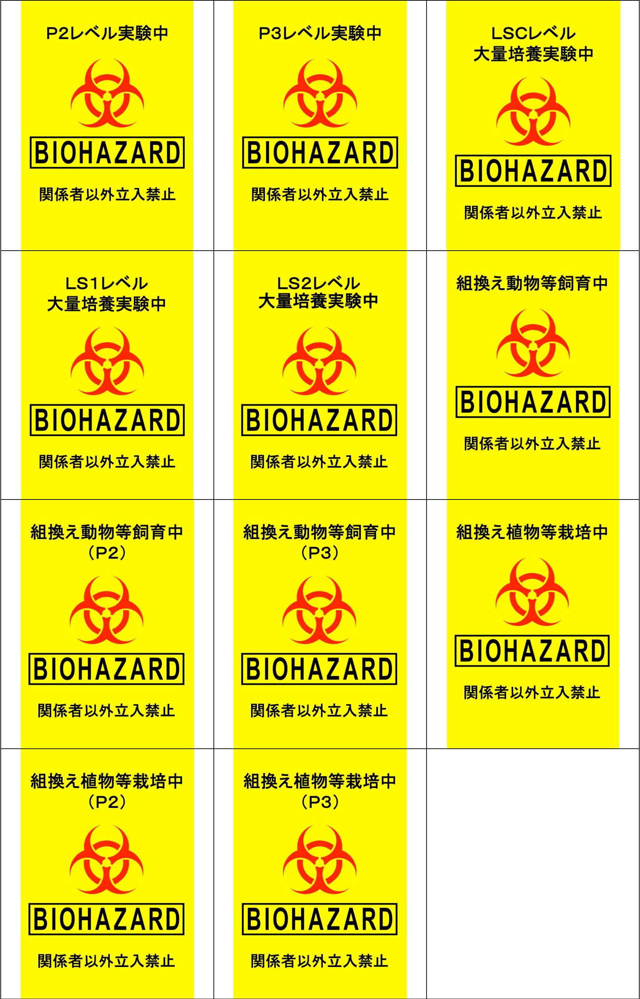 P2レベル実験中
BIOHAZARD
関係者以外立入禁止
P3レベル実験中
BIOHAZARD
関係者以外立入禁止
LSCレベル
大量培養実験中
BIOHAZARD
関係者以外立入禁止
LS1レベル
大量培養実験中
BIOHAZARD
関係者以外立入禁止
LS2レベル
大量培養実験中
BIOHAZARD
関係者以外立入禁止
組換え動物等飼育中
BIOHAZARD
関係者以外立入禁止
組換え動物等飼育中
（P2）
BIOHAZARD
関係者以外立入禁止
組換え動物等飼育中
（P3）
BIOHAZARD
関係者以外立入禁止
組換え植物等栽培中
BIOHAZARD
関係者以外立入禁止
組換え植物等栽培中
（P2）
BIOHAZARD
関係者以外立入禁止
組換え植物等栽培中
（P3）
BIOHAZARD
関係者以外立入禁止